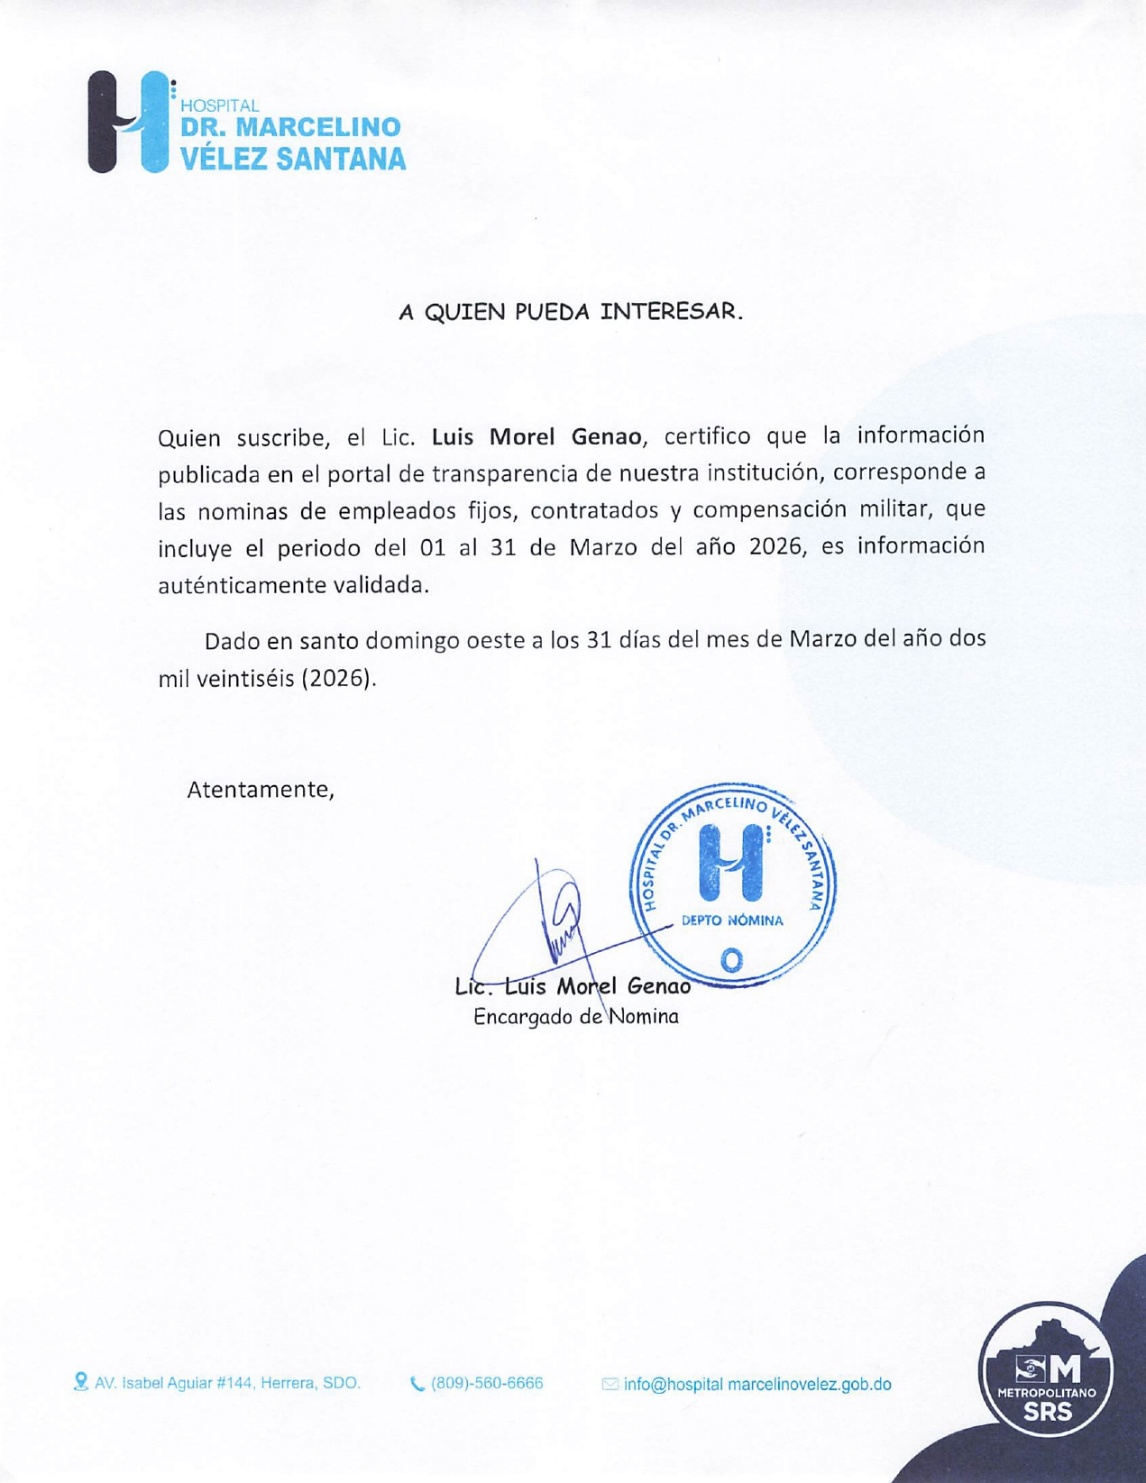 HOSPITAL
DR. MARCELINO
VÉLEZ SANTANA
A QUIEN PUEDA INTERESAR.
Quien suscribe, el Lic. Luis Morel Genao, certifico que la información
publicada en el portal de transparencia de nuestra institución, corresponde a
las nominas de empleados fijos, contratados y compensación militar, que
incluye el periodo del 01 al 31 de Marzo del año 2026, es información
auténticamente validada.
Dado en santo domingo oeste a los 31 días del mes de Marzo del año dos
mil veintiséis (2026).
Atentamente,
HOSPITAL DR. MARCELINO VÉLEZ SANTANA
DEPTO NÓMINA
O
Lic. Luis Morel Genao
Encargado de Nomina
AV. Isabel Aguiar #144, Herrera, SDO.
(809)-560-6666
info@hospital marcelinovelez.gob.do
SM
METROPOLITANO
SRS